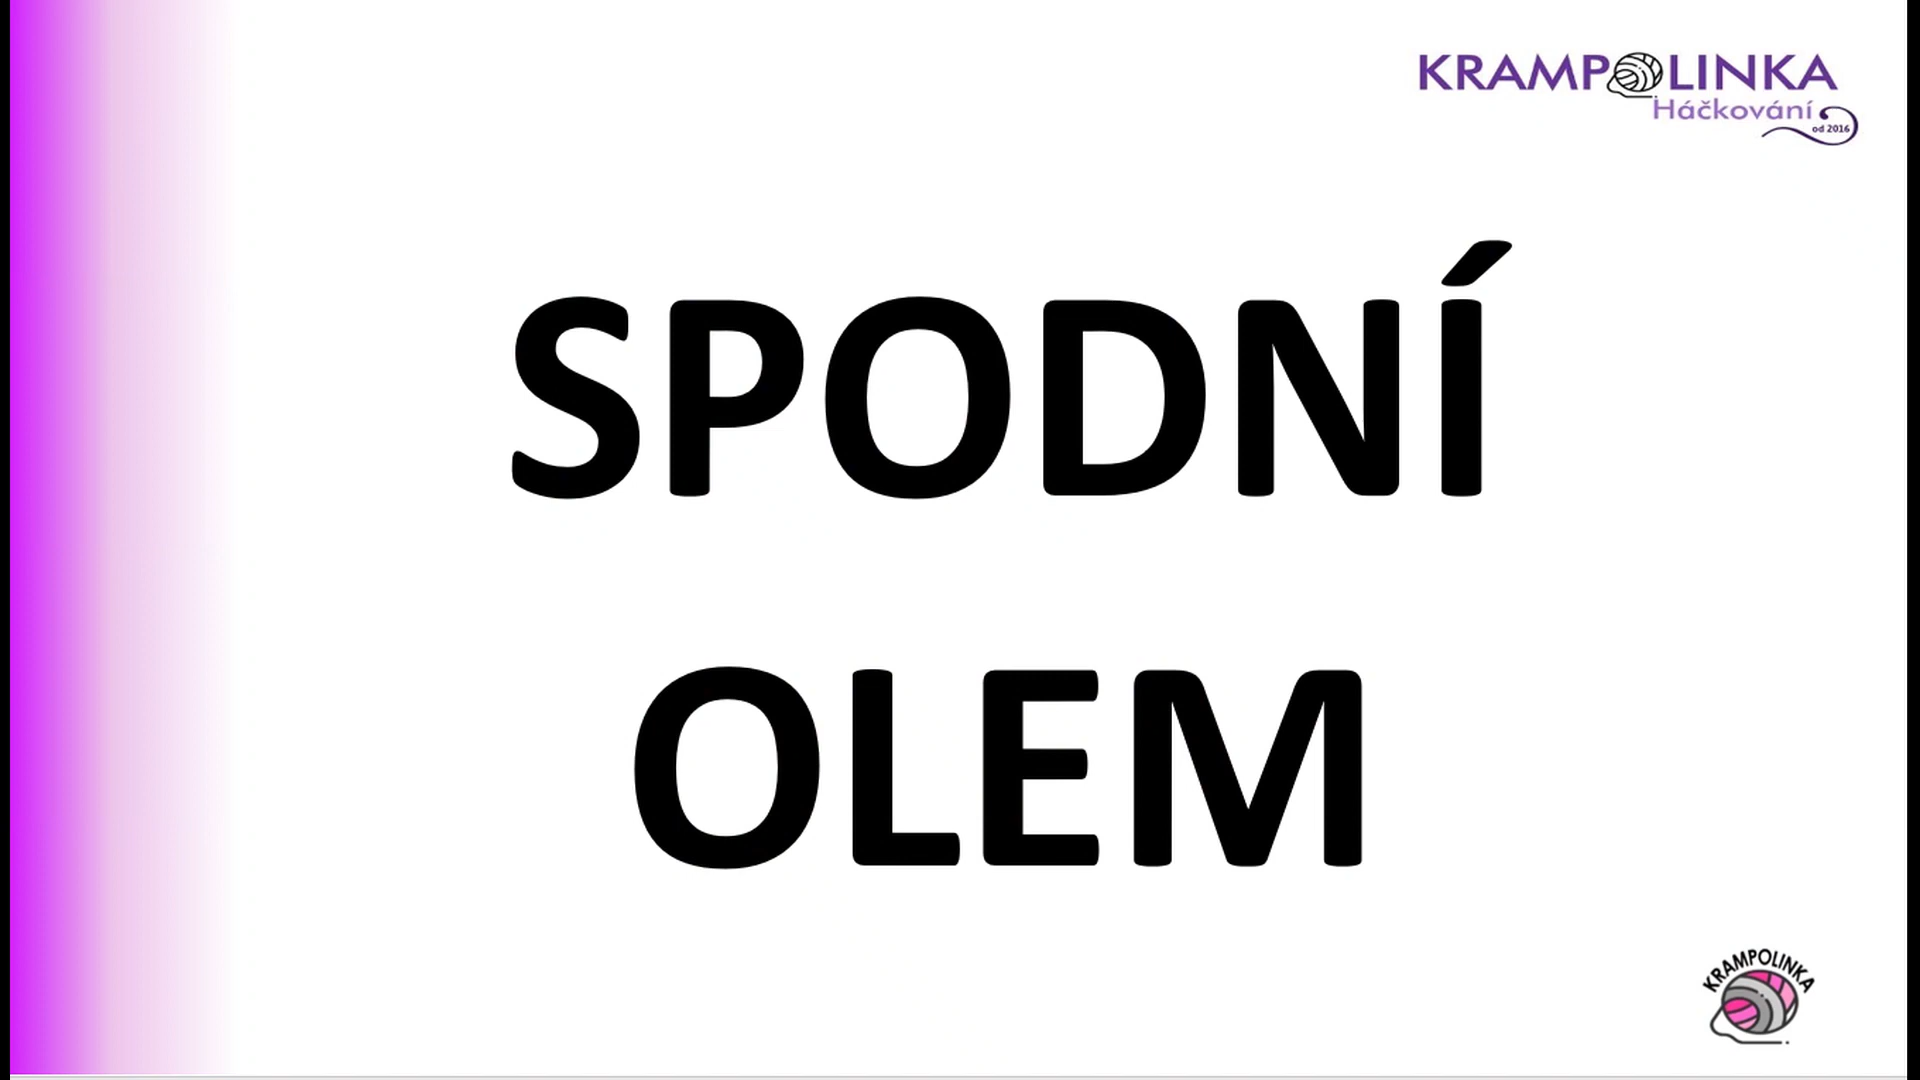 KRAMPOLINKA
Háčkování
od 2016
SPODNÍ
OLEM
KRAMPOLINKA